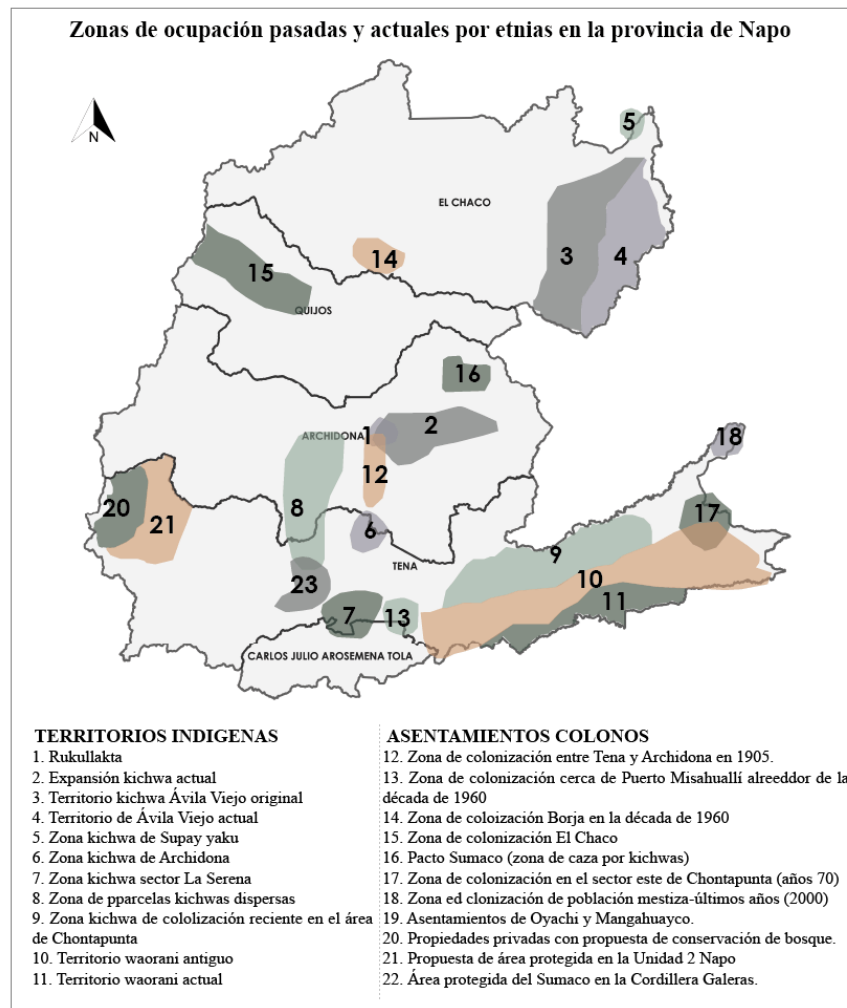 Zonas de ocupación pasadas y actuales por etnias en la provincia de Napo
N
5
EL CHACO
3
4
14
15
QUIJOS
16
1
2
ARCHIDONA
18
12
20
21
8
17
6
9
TENA
10
23
11
7
13
CARLOS JULIO AROSEMENA TOLA
TERRITORIOS INDIGENAS
1. Rukullakta
2. Expansión kichwa actual
3. Territorio kichwa Ávila Viejo original
4. Territorio de Ávila Viejo actual
5. Zona kichwa de Supay yaku
6. Zona kichwa de Archidona
7. Zona kichwa sector La Serena
8. Zona de pparcelas kichwas dispersas
9. Zona kichwa de cololización reciente en el área
de Chontapunta
10. Territorio waorani antiguo
11. Territorio waorani actual
ASENTAMIENTOS COLONOS
12. Zona de colonización entre Tena y Archidona en 1905.
13. Zona de colonización cerca de Puerto Misahuallí alreeddor de la
década de 1960
14. Zona de coloización Borja en la década de 1960
15. Zona de colonización El Chaco
16. Pacto Sumaco (zona de caza por kichwas)
17. Zona de colonización en el sector este de Chontapunta (años 70)
18. Zona ed clonización de población mestiza-últimos años (2000)
19. Asentamientos de Oyachi y Mangahuayco.
20. Propiedades privadas con propuesta de conservación de bosque.
21. Propuesta de área protegida en la Unidad 2 Napo
22. Área protegida del Sumaco en la Cordillera Galeras.